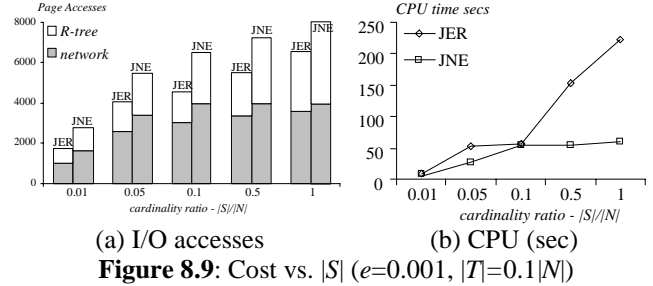 Page Accesses
8000
6000
4000
2000
0
R-tree
network
JER
JNE
JER
JNE
JER
JNE
JER
JNE
JER
JNE
0.01 0.05 0.1 0.5 1
cardinality ratio - |S|/|N|
(a) I/O accesses
CPU time secs
250
200
150
100
50
0
JER
JNE
0.01 0.05 0.1 0.5 1
cardinality ratio - |S|/|N|
(b) CPU (sec)
Figure 8.9: Cost vs. |S| (e=0.001, |T|=0.1|N|)